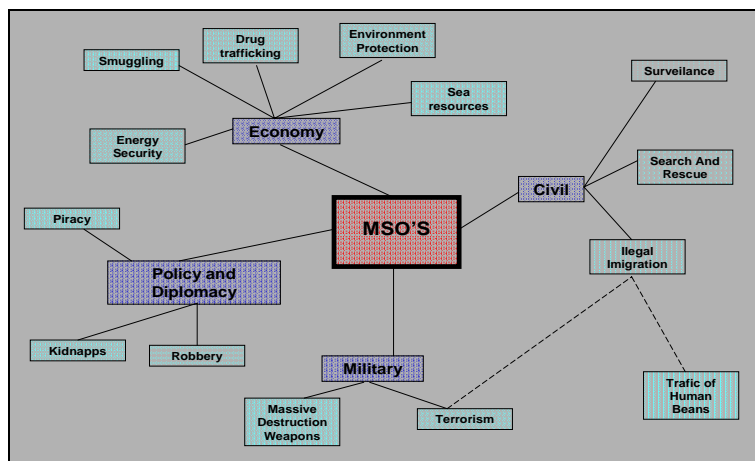 Drug
trafficking
Environment
Protection
Smuggling
Sea
resources
Surveilance
Economy
Energy
Security
Search And
Rescue
Civil
MSO'S
Piracy
Ilegal
Imigration
Policy and
Diplomacy
Kidnapps
Robbery
Military
Massive
Destruction
Weapons
Terrorism
Trafic of
Human
Beans